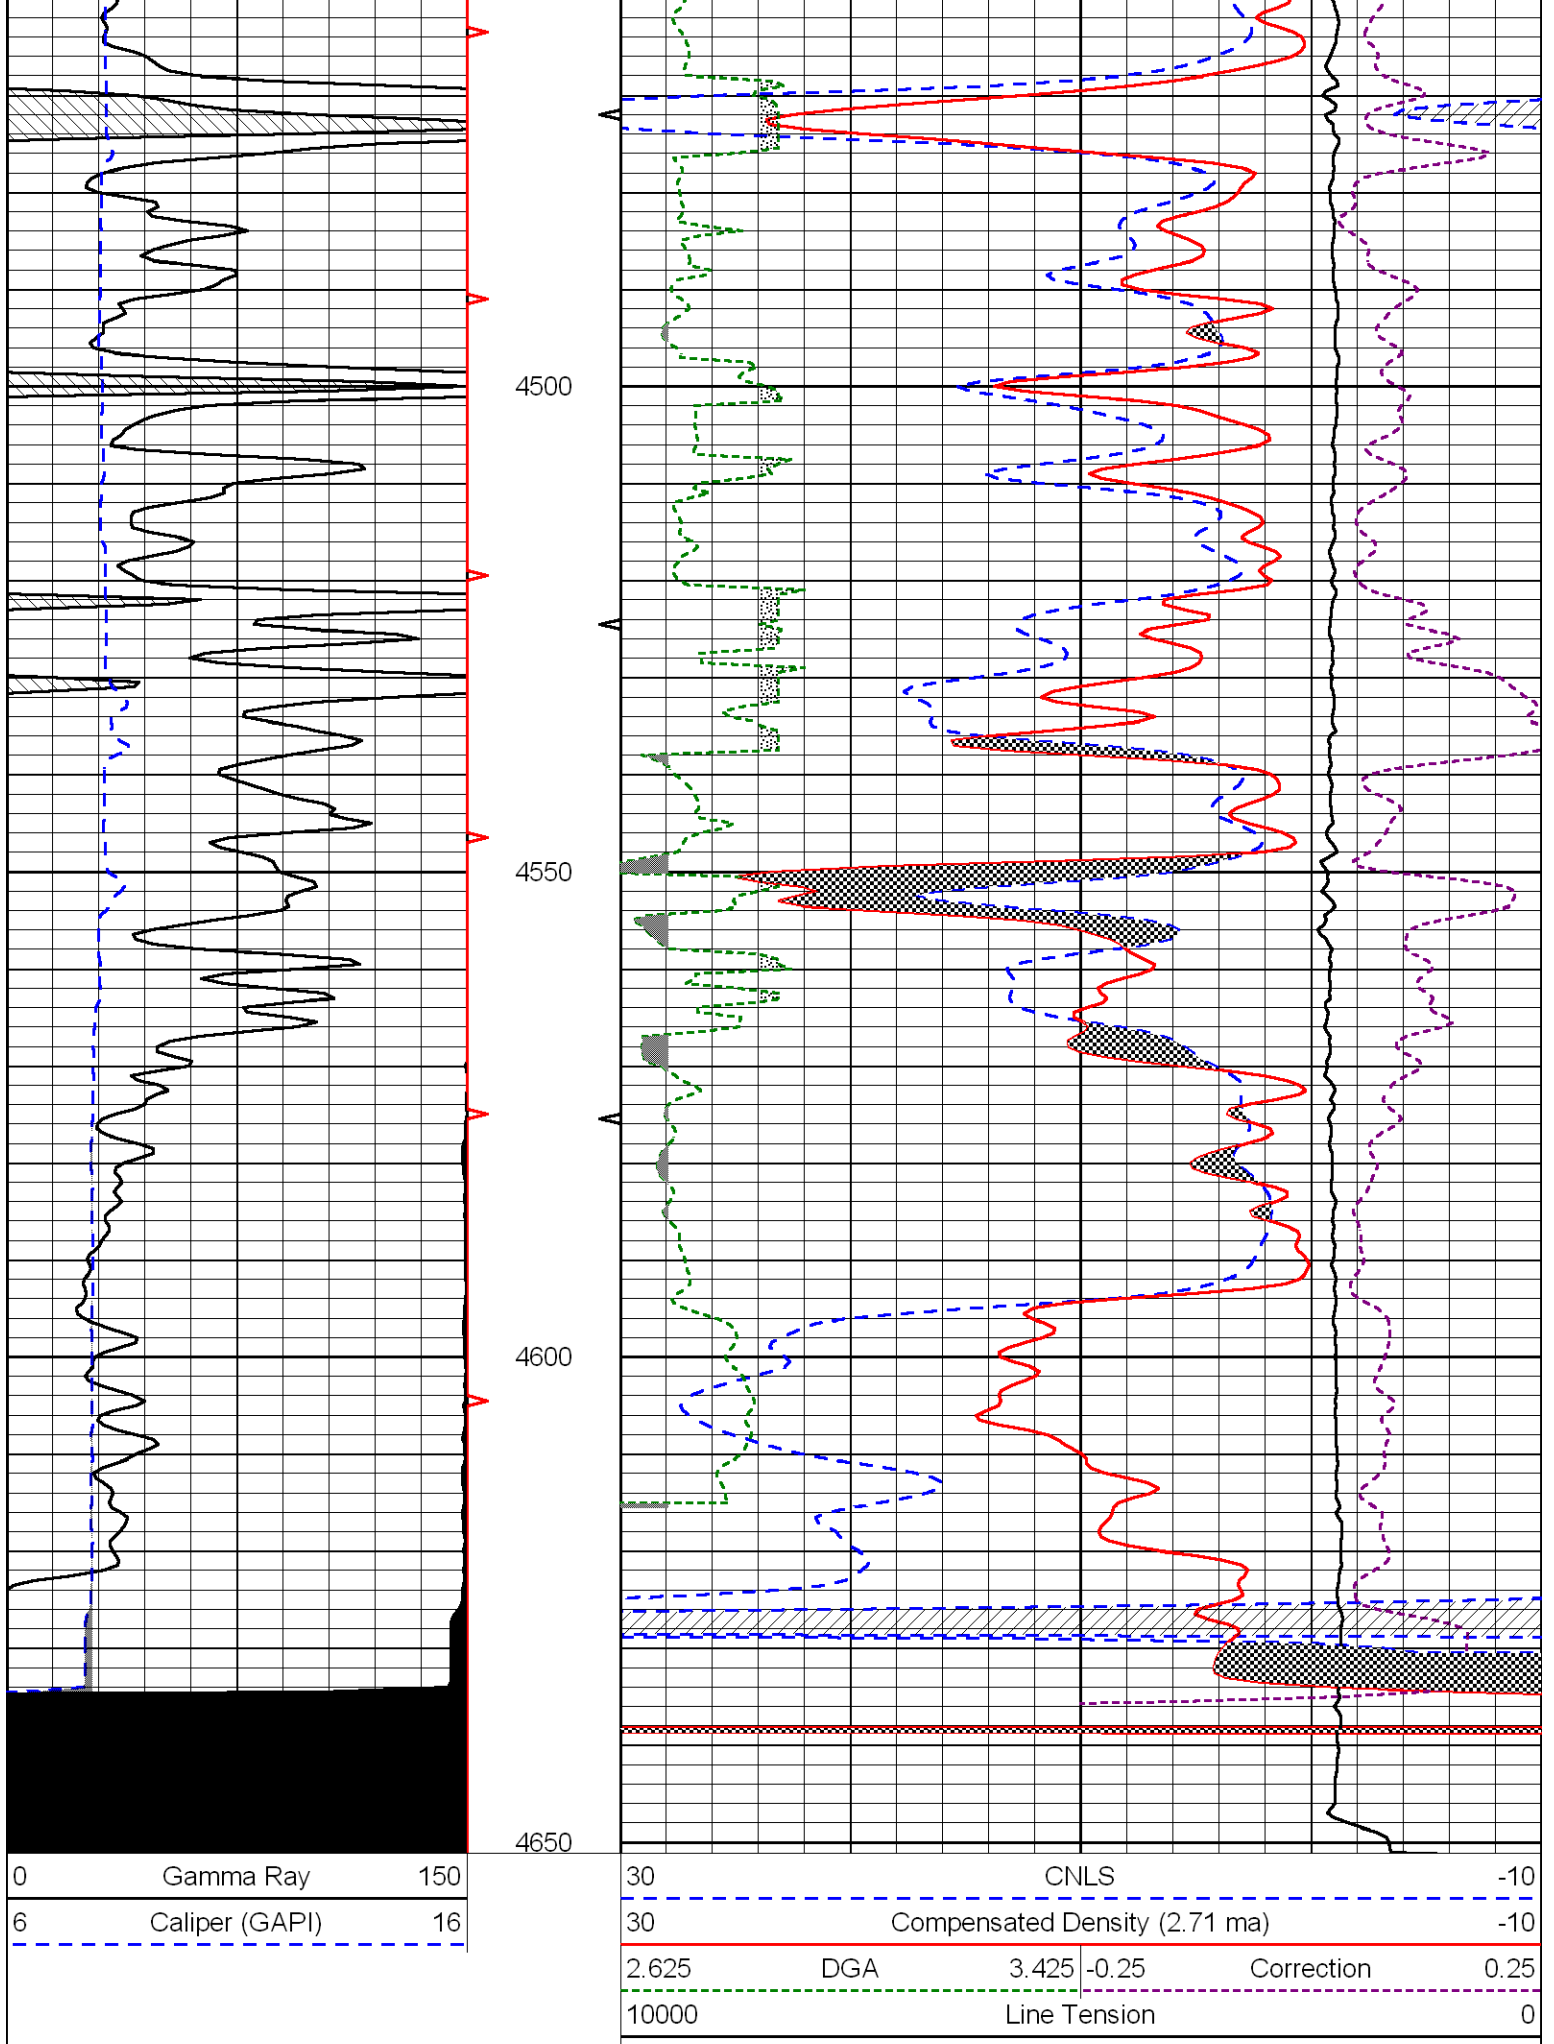 4500
4550
4600
4650
0 Gamma Ray 150
6 Caliper (GAPI) 16
30 CNLS -10
30 Compensated Density (2.71 ma) -10
2.625 DGA 3.425 -0.25 Correction 0.25
10000 Line Tension 0